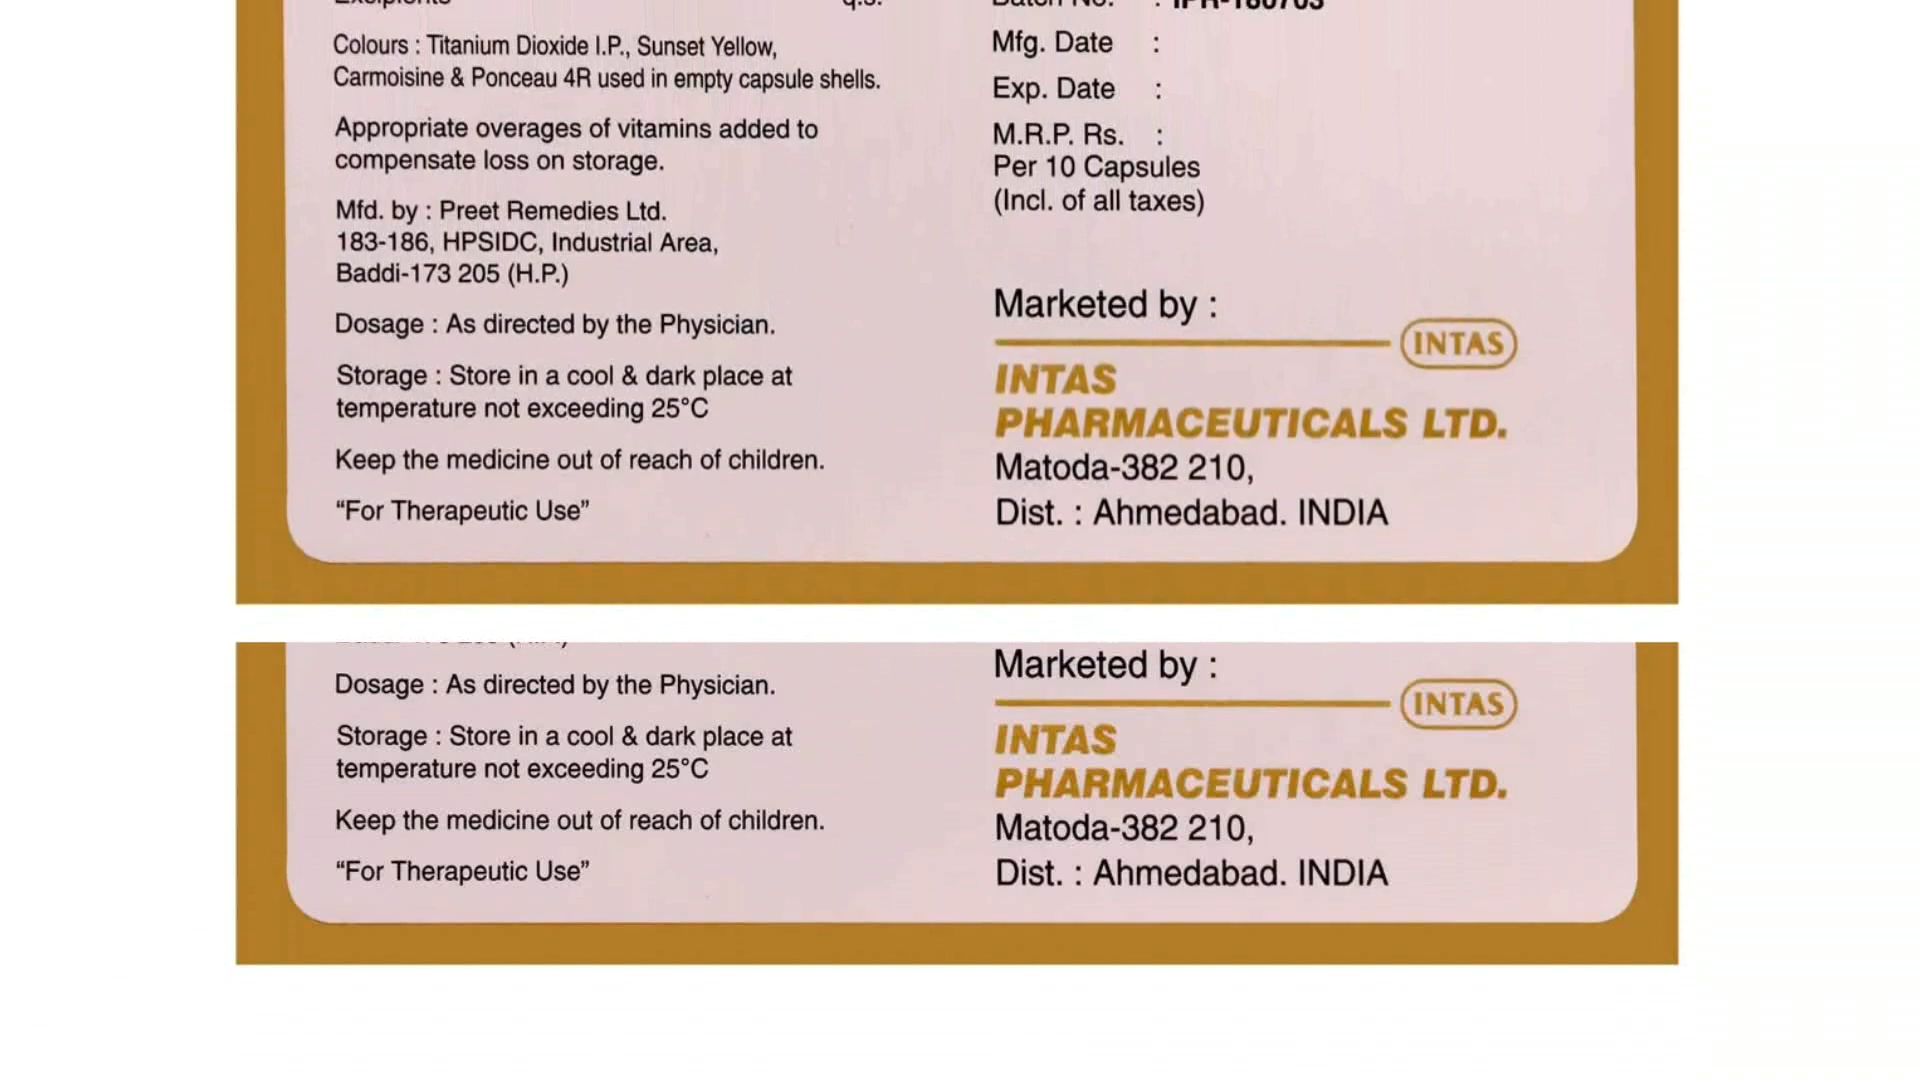 Excipients q.s.
Colours : Titanium Dioxide I.P., Sunset Yellow,
Carmoisine & Ponceau 4R used in empty capsule shells.
Appropriate overages of vitamins added to
compensate loss on storage.
Mfd. by : Preet Remedies Ltd.
183-186, HPSIDC, Industrial Area,
Baddi-173 205 (H.P.)
Dosage : As directed by the Physician.
Storage : Store in a cool & dark place at
temperature not exceeding 25°C
Keep the medicine out of reach of children.
“For Therapeutic Use”
Batch No. : IPR-180703
Mfg. Date :
Exp. Date :
M.R.P. Rs. :
Per 10 Capsules
(Incl. of all taxes)
Marketed by :
INTAS
INTAS
PHARMACEUTICALS LTD.
Matoda-382 210,
Dist. : Ahmedabad. INDIA
Dosage : As directed by the Physician.
Storage : Store in a cool & dark place at
temperature not exceeding 25°C
Keep the medicine out of reach of children.
“For Therapeutic Use”
Marketed by :
INTAS
INTAS
PHARMACEUTICALS LTD.
Matoda-382 210,
Dist. : Ahmedabad. INDIA